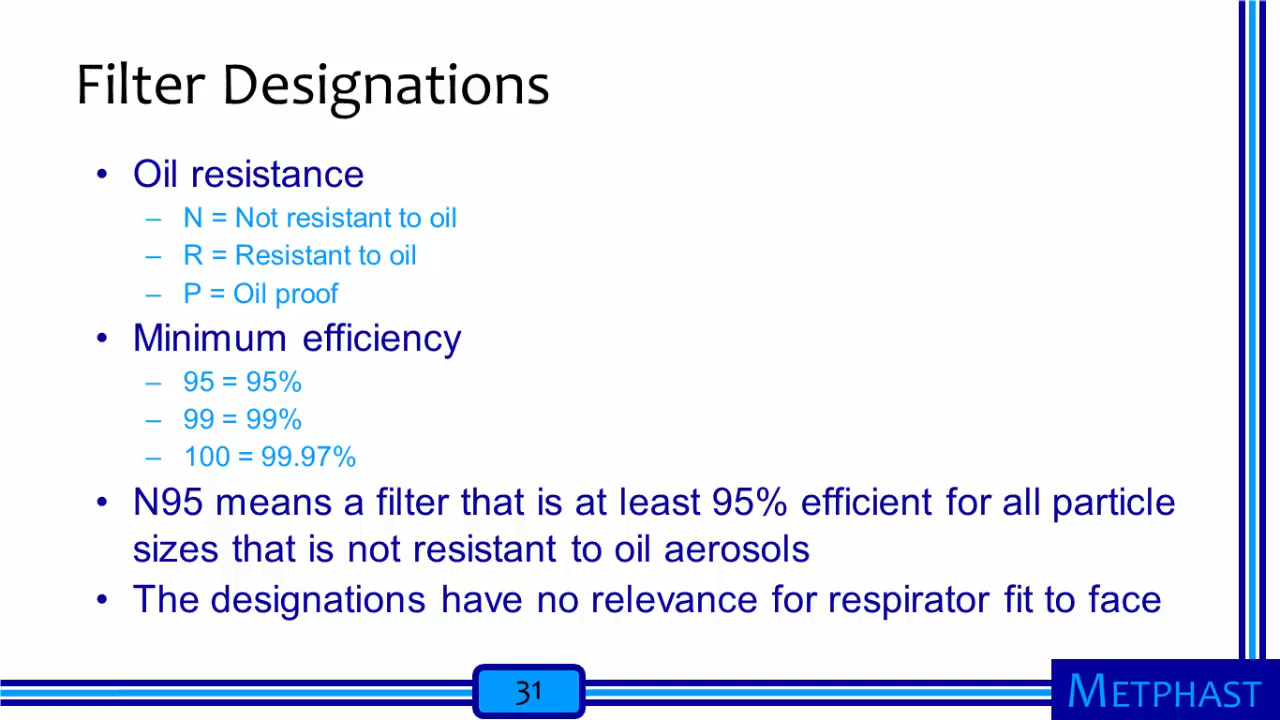 Filter Designations
• Oil resistance
– N = Not resistant to oil
– R = Resistant to oil
– P = Oil proof
• Minimum efficiency
– 95 = 95%
– 99 = 99%
– 100 = 99.97%
• N95 means a filter that is at least 95% efficient for all particle
sizes that is not resistant to oil aerosols
• The designations have no relevance for respirator fit to face
31
METPHAST